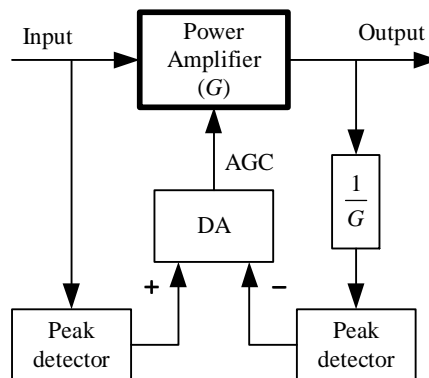 Input
Power
Amplifier
(G)
Output
AGC
1
G
DA
+
−
Peak
detector
Peak
detector